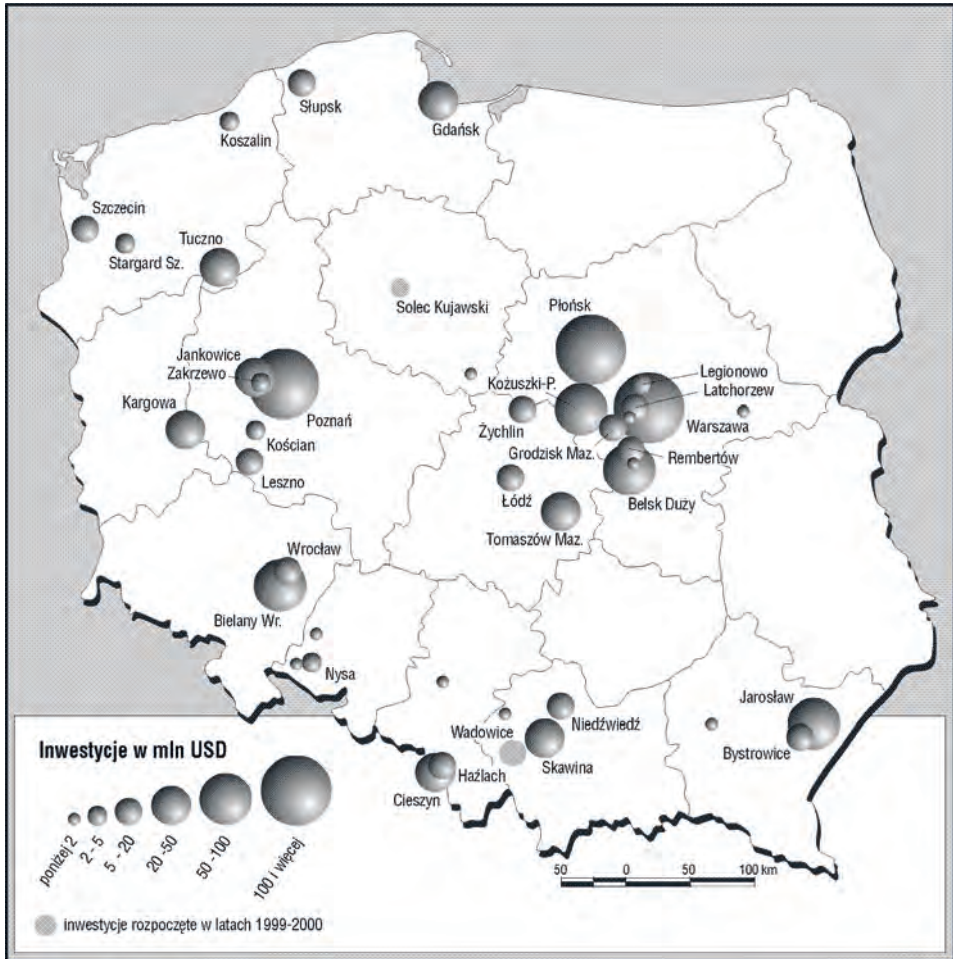 Słupsk
Gdańsk
Koszalin
Szczecin
Stargard Sz.
Tuczno
Solec Kujawski
Płońsk
Jankowice
Zakrzewo
Poznań
Kargowa
Kościan
Leszno
Kożuszki-P.
Żychlin
Legionowo
Latchorzew
Warszawa
Grodzisk Maz.
Rembertów
Łódź
Bełsk Duży
Tomaszów Maz.
Wrocław
Bielany Wr.
Nysa
Wadowice
Niedźwiedź
Skawina
Haźlach
Cieszyn
Jarosław
Bystrowice
Inwestycje w mln USD
poniżej 2
2 - 5
5 - 20
20 -50
50 -100
100 i więcej
inwestycje rozpoczęte w latach 1999-2000
50 0 50 100 km